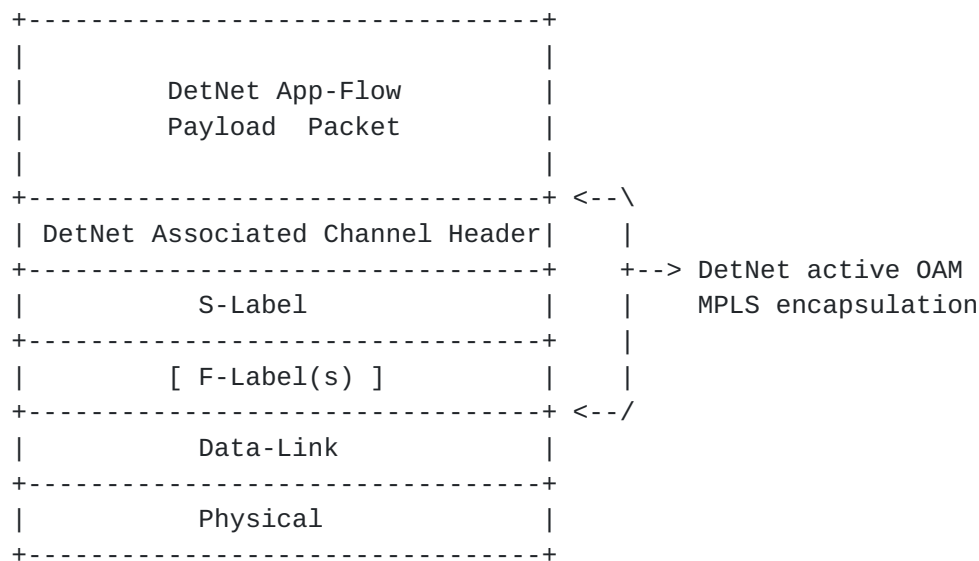 +---------------------------------+
|                                 |
|         DetNet App-Flow         |
|         Payload  Packet         |
|                                 |
+---------------------------------+ <--\
| DetNet Associated Channel Header|    |
+---------------------------------+    +--> DetNet active OAM
|           S-Label               |    |    MPLS encapsulation
+---------------------------------+    |
|         [ F-Label(s) ]          |    |
+---------------------------------+ <--/
|           Data-Link             |
+---------------------------------+
|           Physical              |
+---------------------------------+